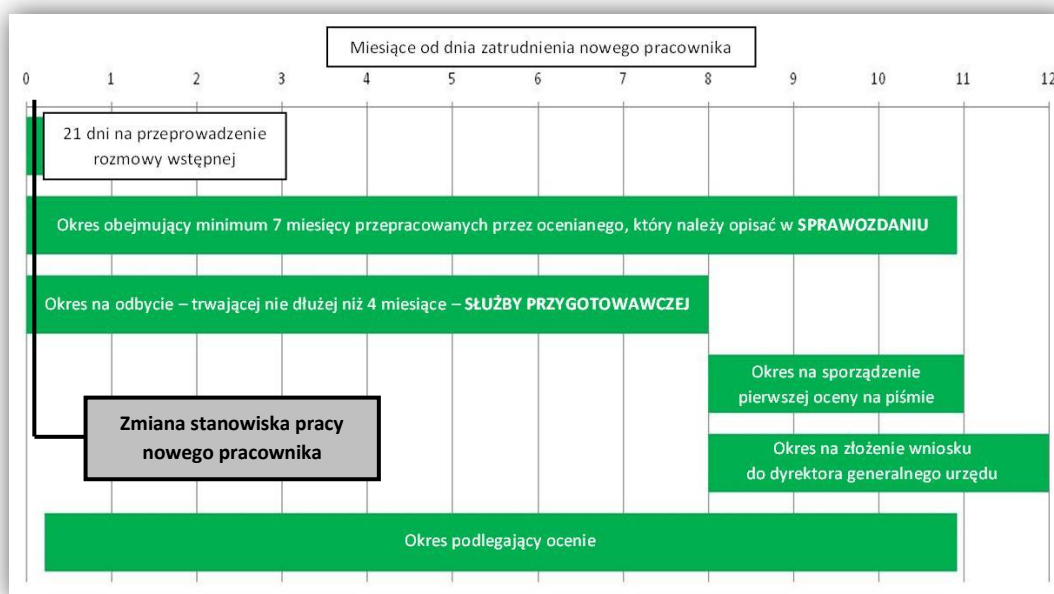 Miesiące od dnia zatrudnienia nowego pracownika
0 1 2 3 4 5 6 7 8 9 10 11 12
21 dni na przeprowadzenie
rozmowy wstępnej
Okres obejmujący minimum 7 miesięcy przepracowanych przez ocenianego, który należy opisać w SPRAWOZDANIU
Okres na odbycie – trwającej nie dłużej niż 4 miesiące – SŁUŻBY PRZYGOTOWAWCZEJ
Okres na sporządzenie
pierwszej oceny na piśmie
Zmiana stanowiska pracy
nowego pracownika
Okres na złożenie wniosku
do dyrektora generalnego urzędu
Okres podlegający ocenie